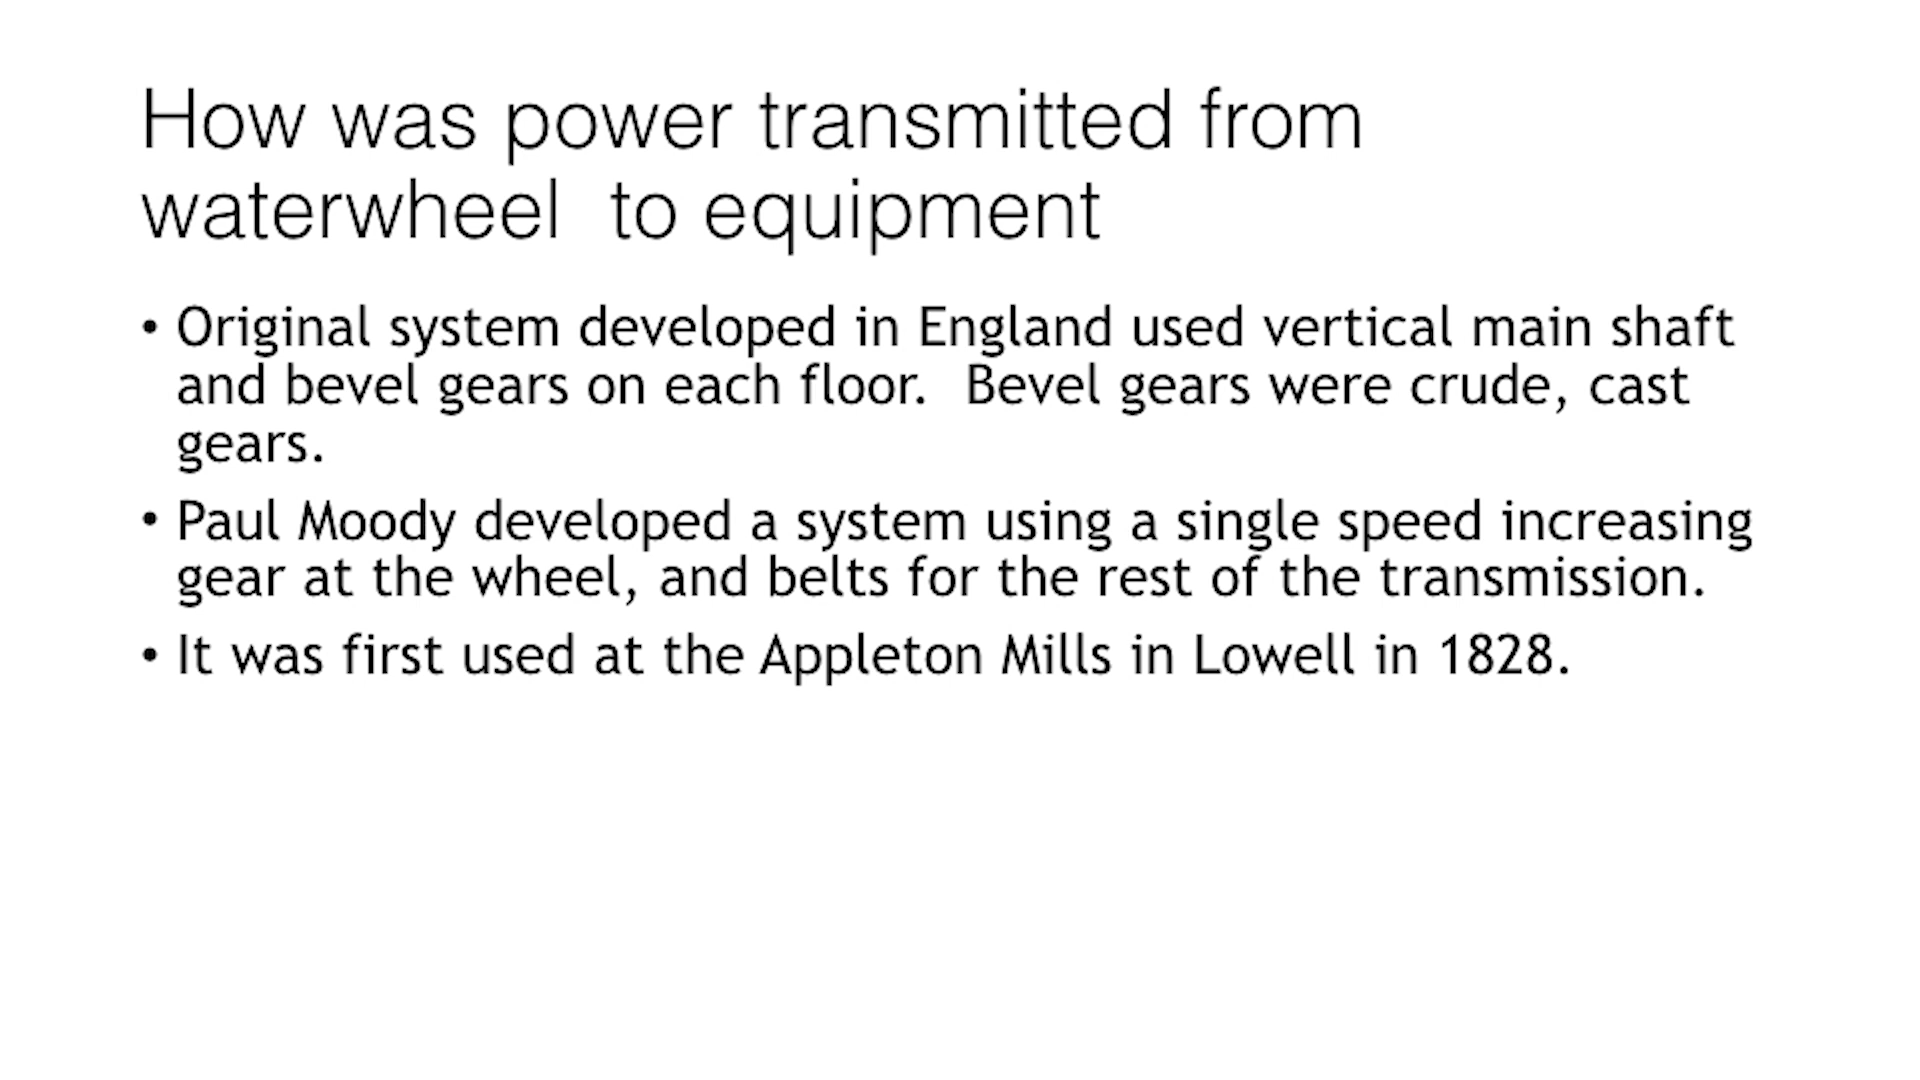 How was power transmitted from
waterwheel  to equipment
• Original system developed in England used vertical main shaft
and bevel gears on each floor.  Bevel gears were crude, cast
gears.
• Paul Moody developed a system using a single speed increasing
gear at the wheel, and belts for the rest of the transmission.
• It was first used at the Appleton Mills in Lowell in 1828.